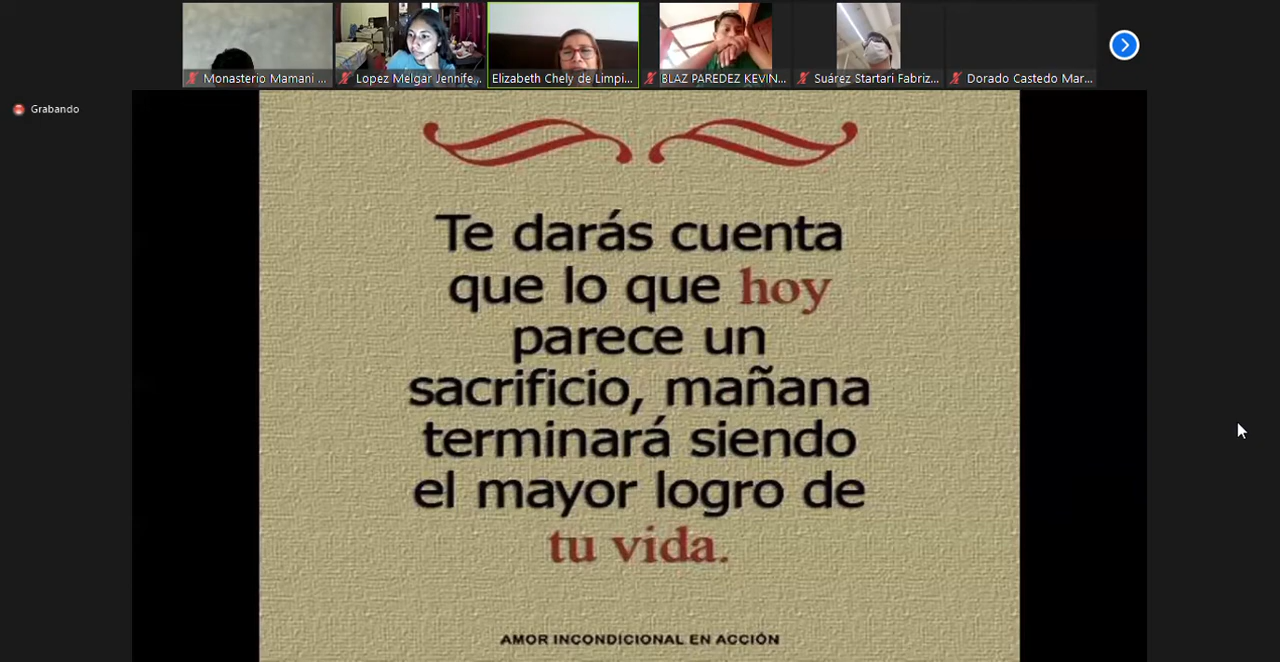 Monasterio Mamani ...
Lopez Melgar Jennife...
Elizabeth Chely de Limpi...
BLAZ PAREDEZ KEVIN...
Suárez Startari Fabriz...
Dorado Castedo Mar...
Grabando
Te darás cuenta
que lo que hoy
parece un
sacrificio, mañana
terminará siendo
el mayor logro de
tu vida.
AMOR INCONDICIONAL EN ACCIÓN